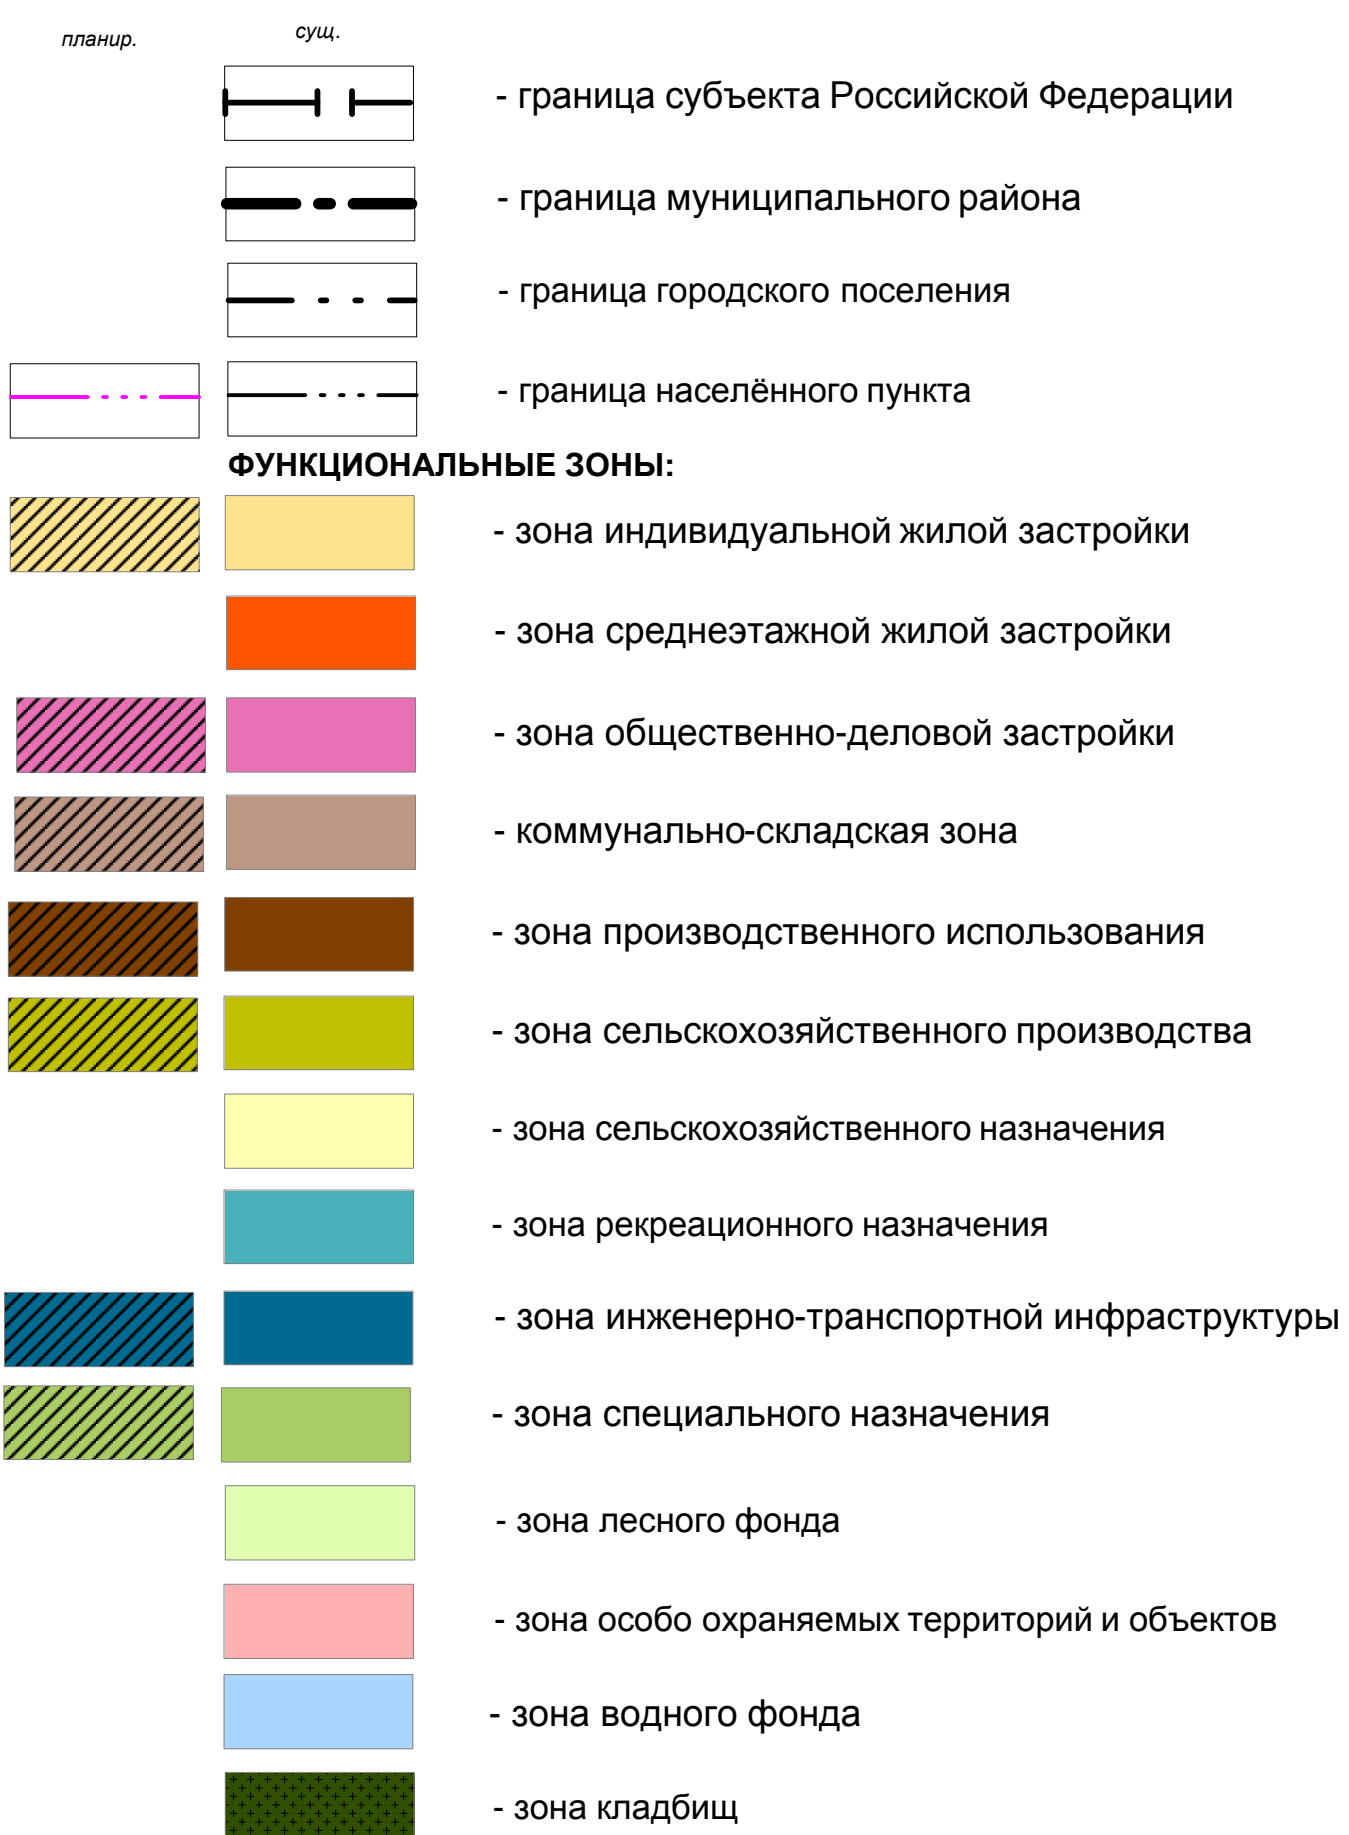 планир.
сущ.
- граница субъекта Российской Федерации
- граница муниципального района
- граница городского поселения
- граница населённого пункта
ФУНКЦИОНАЛЬНЫЕ ЗОНЫ:
- зона индивидуальной жилой застройки
- зона среднеэтажной жилой застройки
- зона общественно-деловой застройки
- коммунально-складская зона
- зона производственного использования
- зона сельскохозяйственного производства
- зона сельскохозяйственного назначения
- зона рекреационного назначения
- зона инженерно-транспортной инфраструктуры
- зона специального назначения
- зона лесного фонда
- зона особо охраняемых территорий и объектов
- зона водного фонда
- зона кладбищ